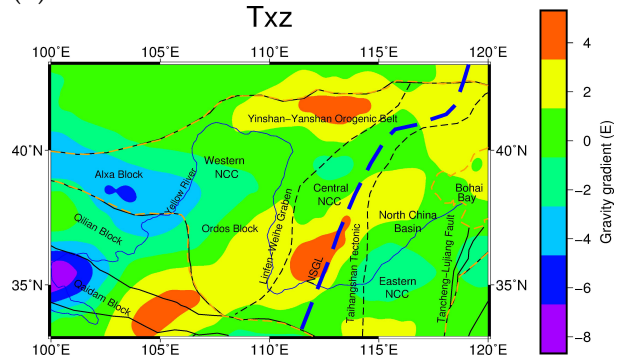 Txz
100°E 105°E 110°E 115°E 120°E
Yinshan–Yanshan Orogenic Belt
40°N 40°N
Western
NCC
Alxa Block
Central
NCC
Bohai
Bay
Yellow River
Qilian Block
Ordos Block
Linfen–Weihe Graben
North China
Basin
NSGL
Taihangshan Tectonic
Tancheng–Lujiang Fault
35°N 35°N
Qaidam Block
Eastern
NCC
100°E 105°E 110°E 115°E 120°E
4
2
0
−2
−4
−6
−8
Gravity gradient (E)